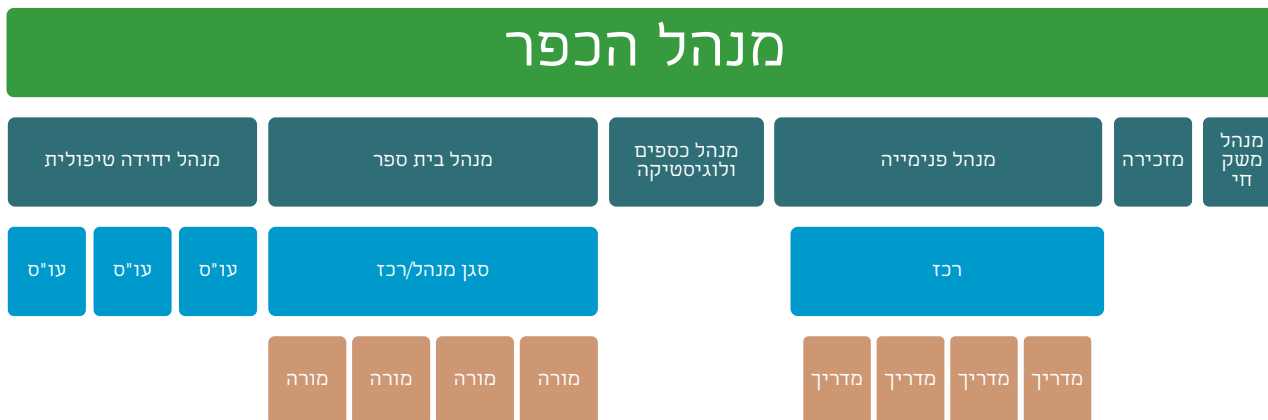 מנהל הכפר
מנהל
משק
חי
מזכירה
מנהל פנימייה
מנהל כספים
ולוגיסטיקה
מנהל בית ספר
מנהל יחידה טיפולית
רכז
סגן מנהל/רכז
עו"ס
עו"ס
עו"ס
מדריך
מדריך
מדריך
מדריך
מורה
מורה
מורה
מורה